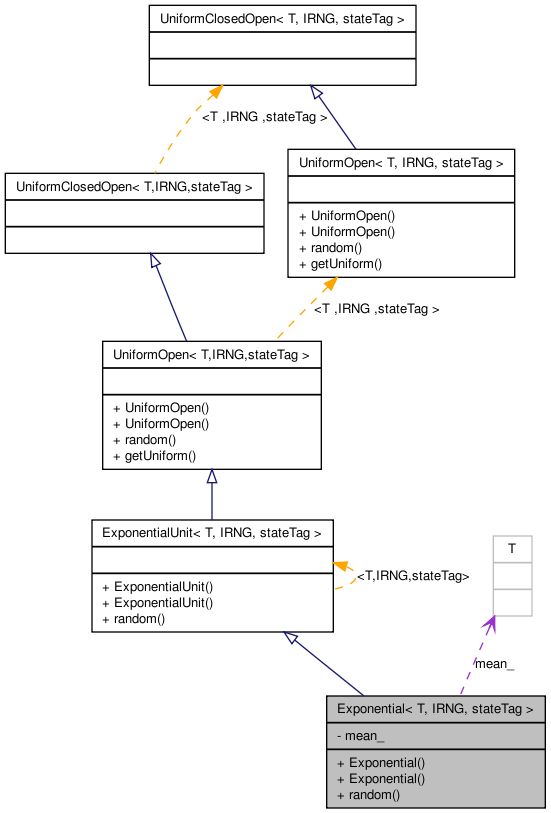 UniformClosedOpen< T, IRNG, stateTag >
<T ,IRNG ,stateTag >
UniformOpen< T, IRNG, stateTag >
+ UniformOpen()
+ UniformOpen()
+ random()
+ getUniform()
UniformClosedOpen< T,IRNG,stateTag >
<T ,IRNG ,stateTag >
UniformOpen< T,IRNG,stateTag >
+ UniformOpen()
+ UniformOpen()
+ random()
+ getUniform()
ExponentialUnit< T, IRNG, stateTag >
+ ExponentialUnit()
+ ExponentialUnit()
+ random()
<T,IRNG,stateTag>
T
mean_
Exponential< T, IRNG, stateTag >
- mean_
+ Exponential()
+ Exponential()
+ random()